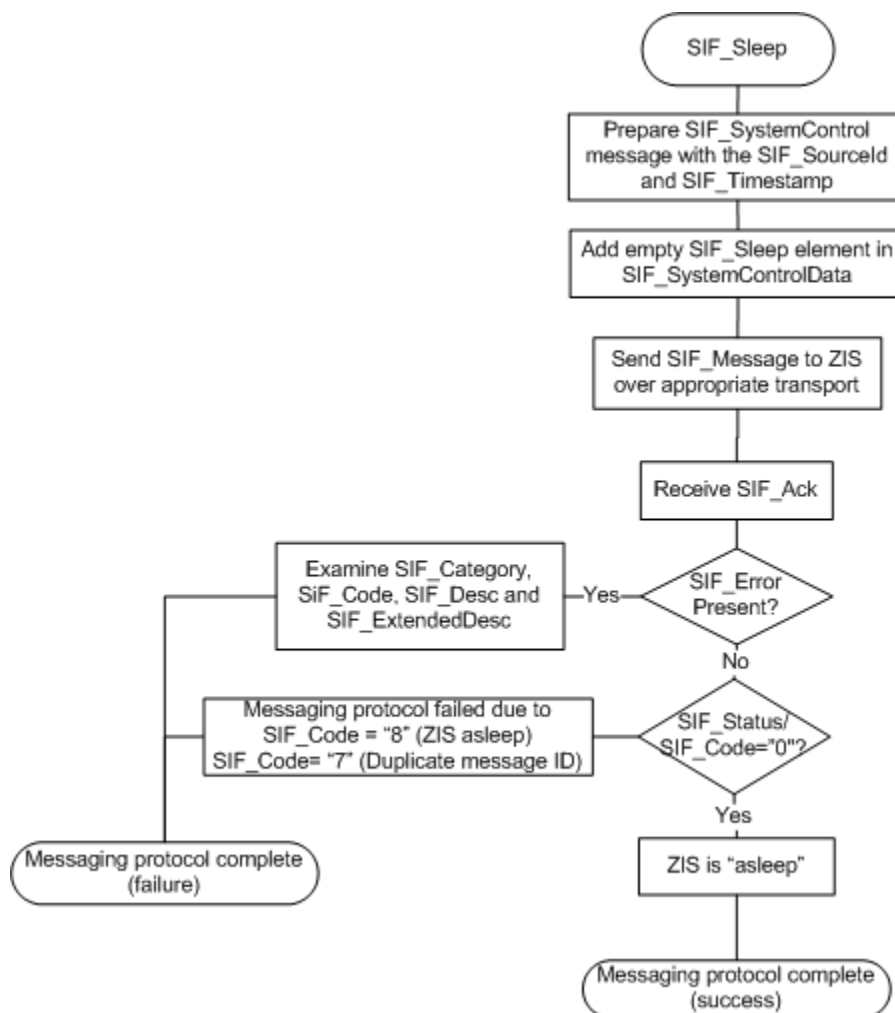 SIF_Sleep
Prepare SIF_SystemControl
message with the SIF_SourceId
and SIF_Timestamp
Add empty SIF_Sleep element in
SIF_SystemControlData
Send SIF_Message to ZIS
over appropriate transport
Receive SIF_Ack
SIF_Error
Present?
Yes
Examine SIF_Category,
SiF_Code, SIF_Desc and
SIF_ExtendedDesc
No
SIF_Status/
SIF_Code="0"?
Messaging protocol failed due to
SIF_Code = “8” (ZIS asleep)
SIF_Code= “7” (Duplicate message ID)
Yes
Messaging protocol complete
(failure)
ZIS is “asleep”
Messaging protocol complete
(success)